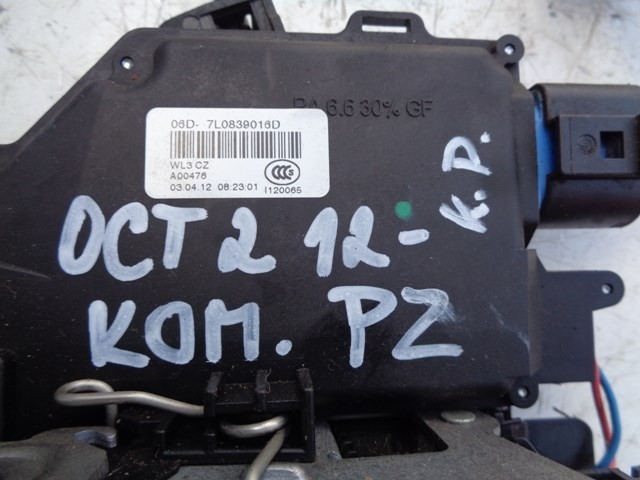 PA 6.6 30% GF
06D- 7L0839016D
WL3 CZ
A00476
03.04.12 08:23:01 I120065
CCC S
K.D.
OCT 2 12-
KOM. PZ